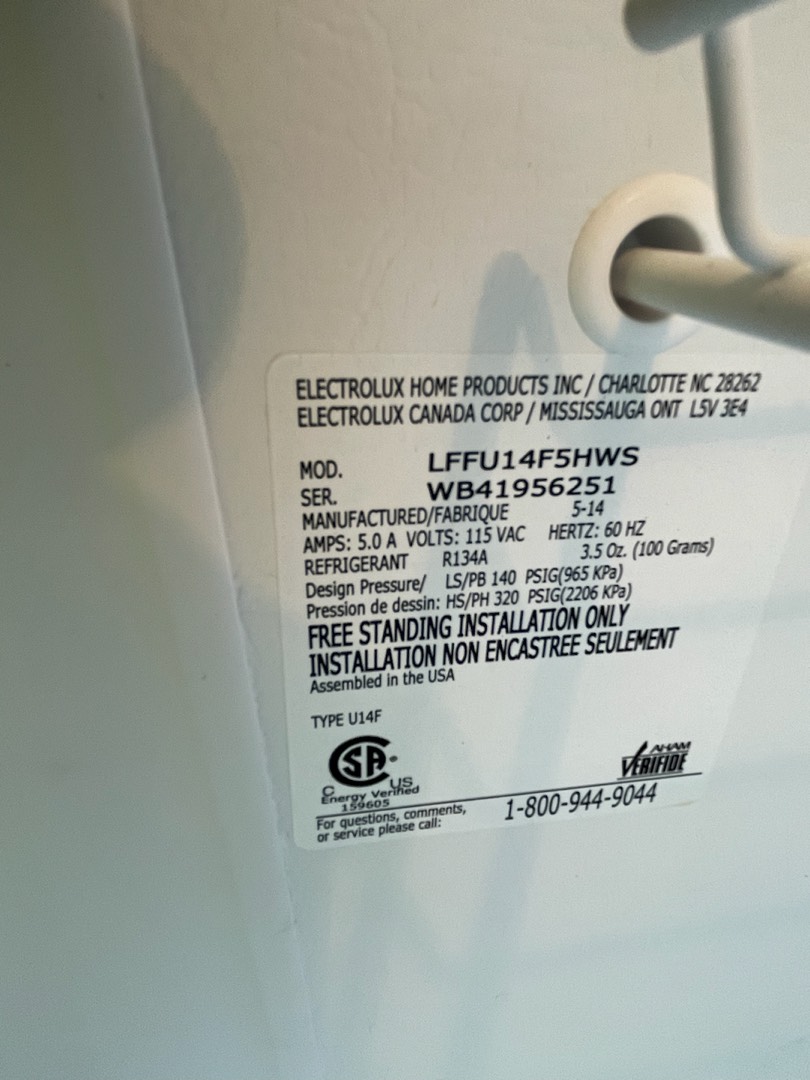 ELECTROLUX HOME PRODUCTS INC / CHARLOTTE NC 28262
ELECTROLUX CANADA CORP / MISSISSAUGA ONT L5V 3E4
MOD. LFFU14F5HWS
SER. WB41956251
MANUFACTURED/FABRIQUE 5-14
AMPS: 5.0 A VOLTS: 115 VAC HERTZ: 60 HZ
REFRIGERANT R134A 3.5 Oz. (100 Grams)
Design Pressure/ LS/PB 140 PSIG(965 KPa)
Pression de dessin: HS/PH 320 PSIG(2206 KPa)
FREE STANDING INSTALLATION ONLY
INSTALLATION NON ENCASTREE SEULEMENT
Assembled in the USA
TYPE U14F
SA
C US
Energy Verified
159605
AHAM
VERIFIDE
For questions, comments,
or service please call: 1-800-944-9044